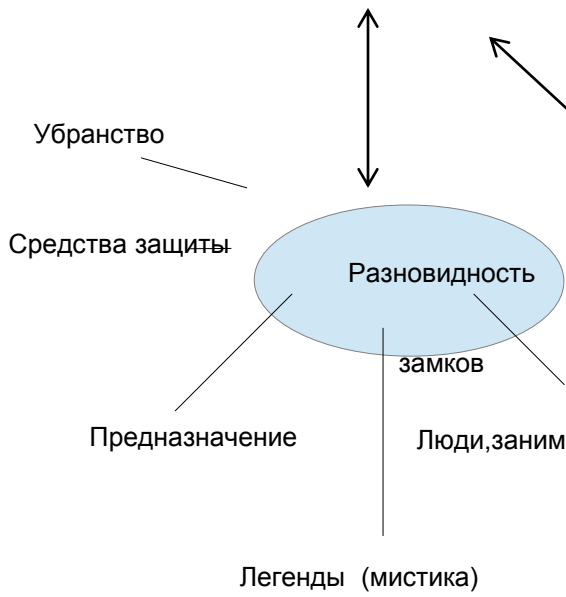 Убранство
Средства защиты
Разновидность
замков
Предназначение
Люди,заним
Легенды (мистика)